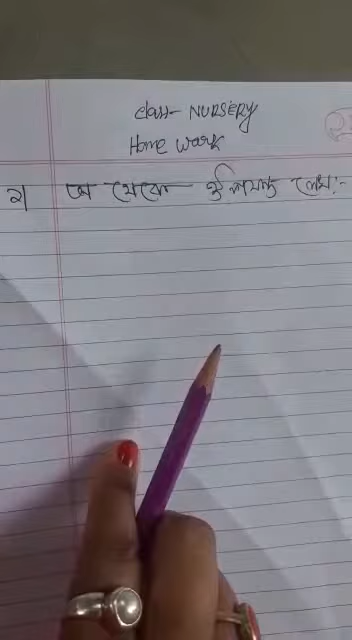 Class- NURSERY
Home Work
২| অ থেকে ঁ পর্যন্ত লেখ:-